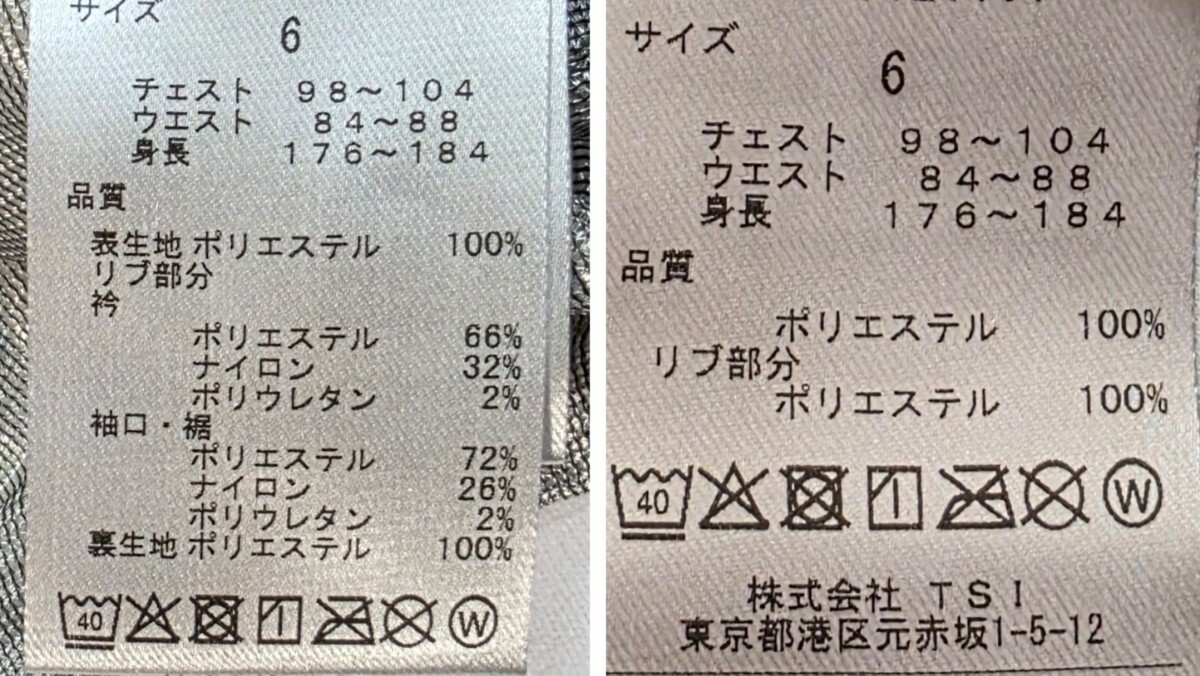 サイズ
6
チェスト 98～104
ウエスト 84～88
身長 176～184
品質
表生地 ポリエステル 100%
リブ部分
衿
ポリエステル 66%
ナイロン 32%
ポリウレタン 2%
袖口・裾
ポリエステル 72%
ナイロン 26%
ポリウレタン 2%
裏生地 ポリエステル 100%
40 W
サイズ
6
チェスト 98～104
ウエスト 84～88
身長 176～184
品質
ポリエステル 100%
リブ部分
ポリエステル 100%
40 W
株式会社 TSI
東京都港区元赤坂1-5-12